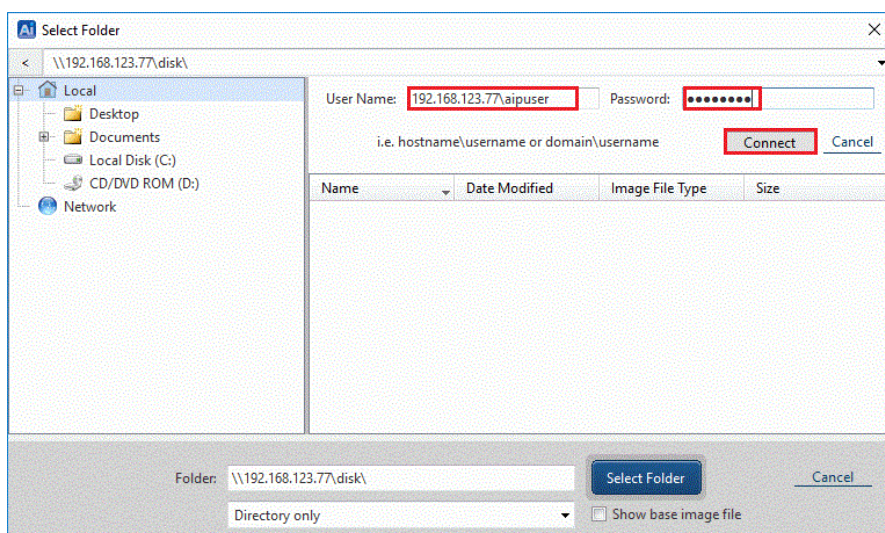 Ai Select Folder
< \\192.168.123.77\disk\
Local
Desktop
Documents
Local Disk (C:)
CD/DVD ROM (D:)
Network
User Name: 192.168.123.77\aipuser Password: ●●●●●●●●
i.e. hostname\username or domain\username Connect Cancel
Name Date Modified Image File Type Size
Folder: \\192.168.123.77\disk\ Select Folder Cancel
Directory only Show base image file